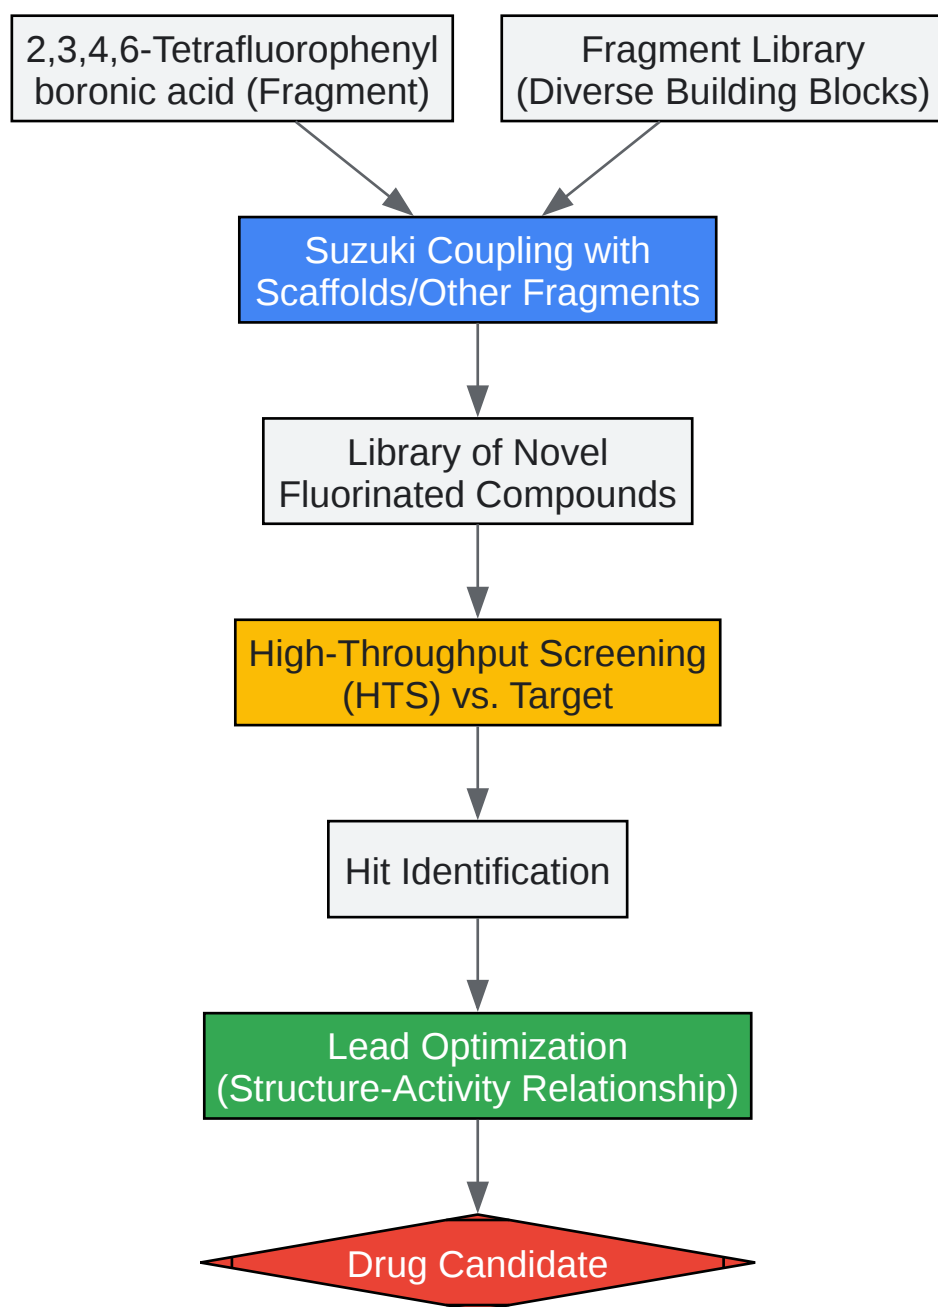 2,3,4,6-Tetrafluorophenyl
boronic acid (Fragment)
Fragment Library
(Diverse Building Blocks)
Suzuki Coupling with
Scaffolds/Other Fragments
Library of Novel
Fluorinated Compounds
High-Throughput Screening
(HTS) vs. Target
Hit Identification
Lead Optimization
(Structure-Activity Relationship)
Drug Candidate